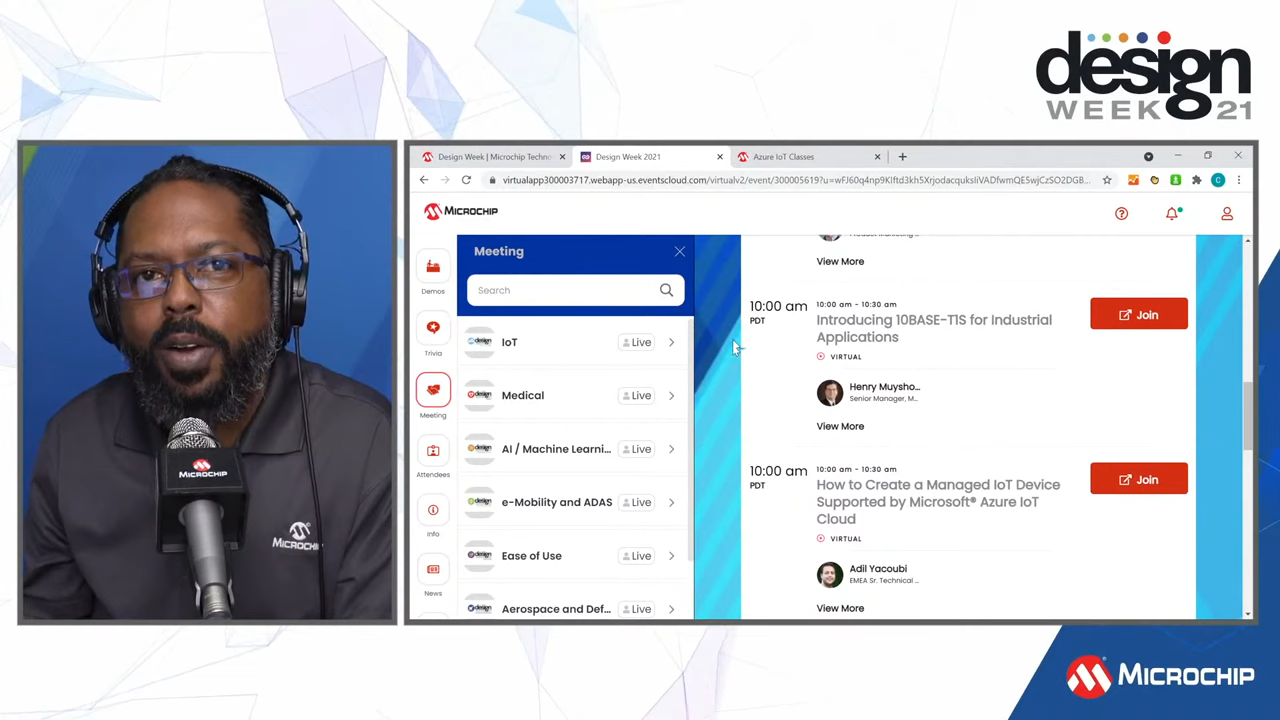 design
WEEK 21
Design Week | Microchip Techno
Design Week 2021
Azure IoT Classes
virtualapp300003717.webapp-us.eventscloud.com/virtualv2/event/300005619?u=wFJ60q4np9KIftd3kh5XrjodacquksIiVADfwmQE5wjCzSO2DGB...
C
MICROCHIP
Demos
Trivia
Meeting
Attendees
Info
News
Meeting
Search
IoT
Live
Medical
Live
AI / Machine Learni...
Live
e-Mobility and ADAS
Live
Ease of Use
Live
Aerospace and Def...
Live
View More
10:00 am
PDT
10:00 am - 10:30 am
Introducing 10BASE-T1S for Industrial
Applications
VIRTUAL
Henry Muysho...
Senior Manager, M...
View More
Join
10:00 am
PDT
10:00 am - 10:30 am
How to Create a Managed IoT Device
Supported by Microsoft® Azure IoT
Cloud
VIRTUAL
Adil Yacoubi
EMEA Sr. Technical ...
View More
Join
MICROCHIP
MICROCHIP
MICROCHIP